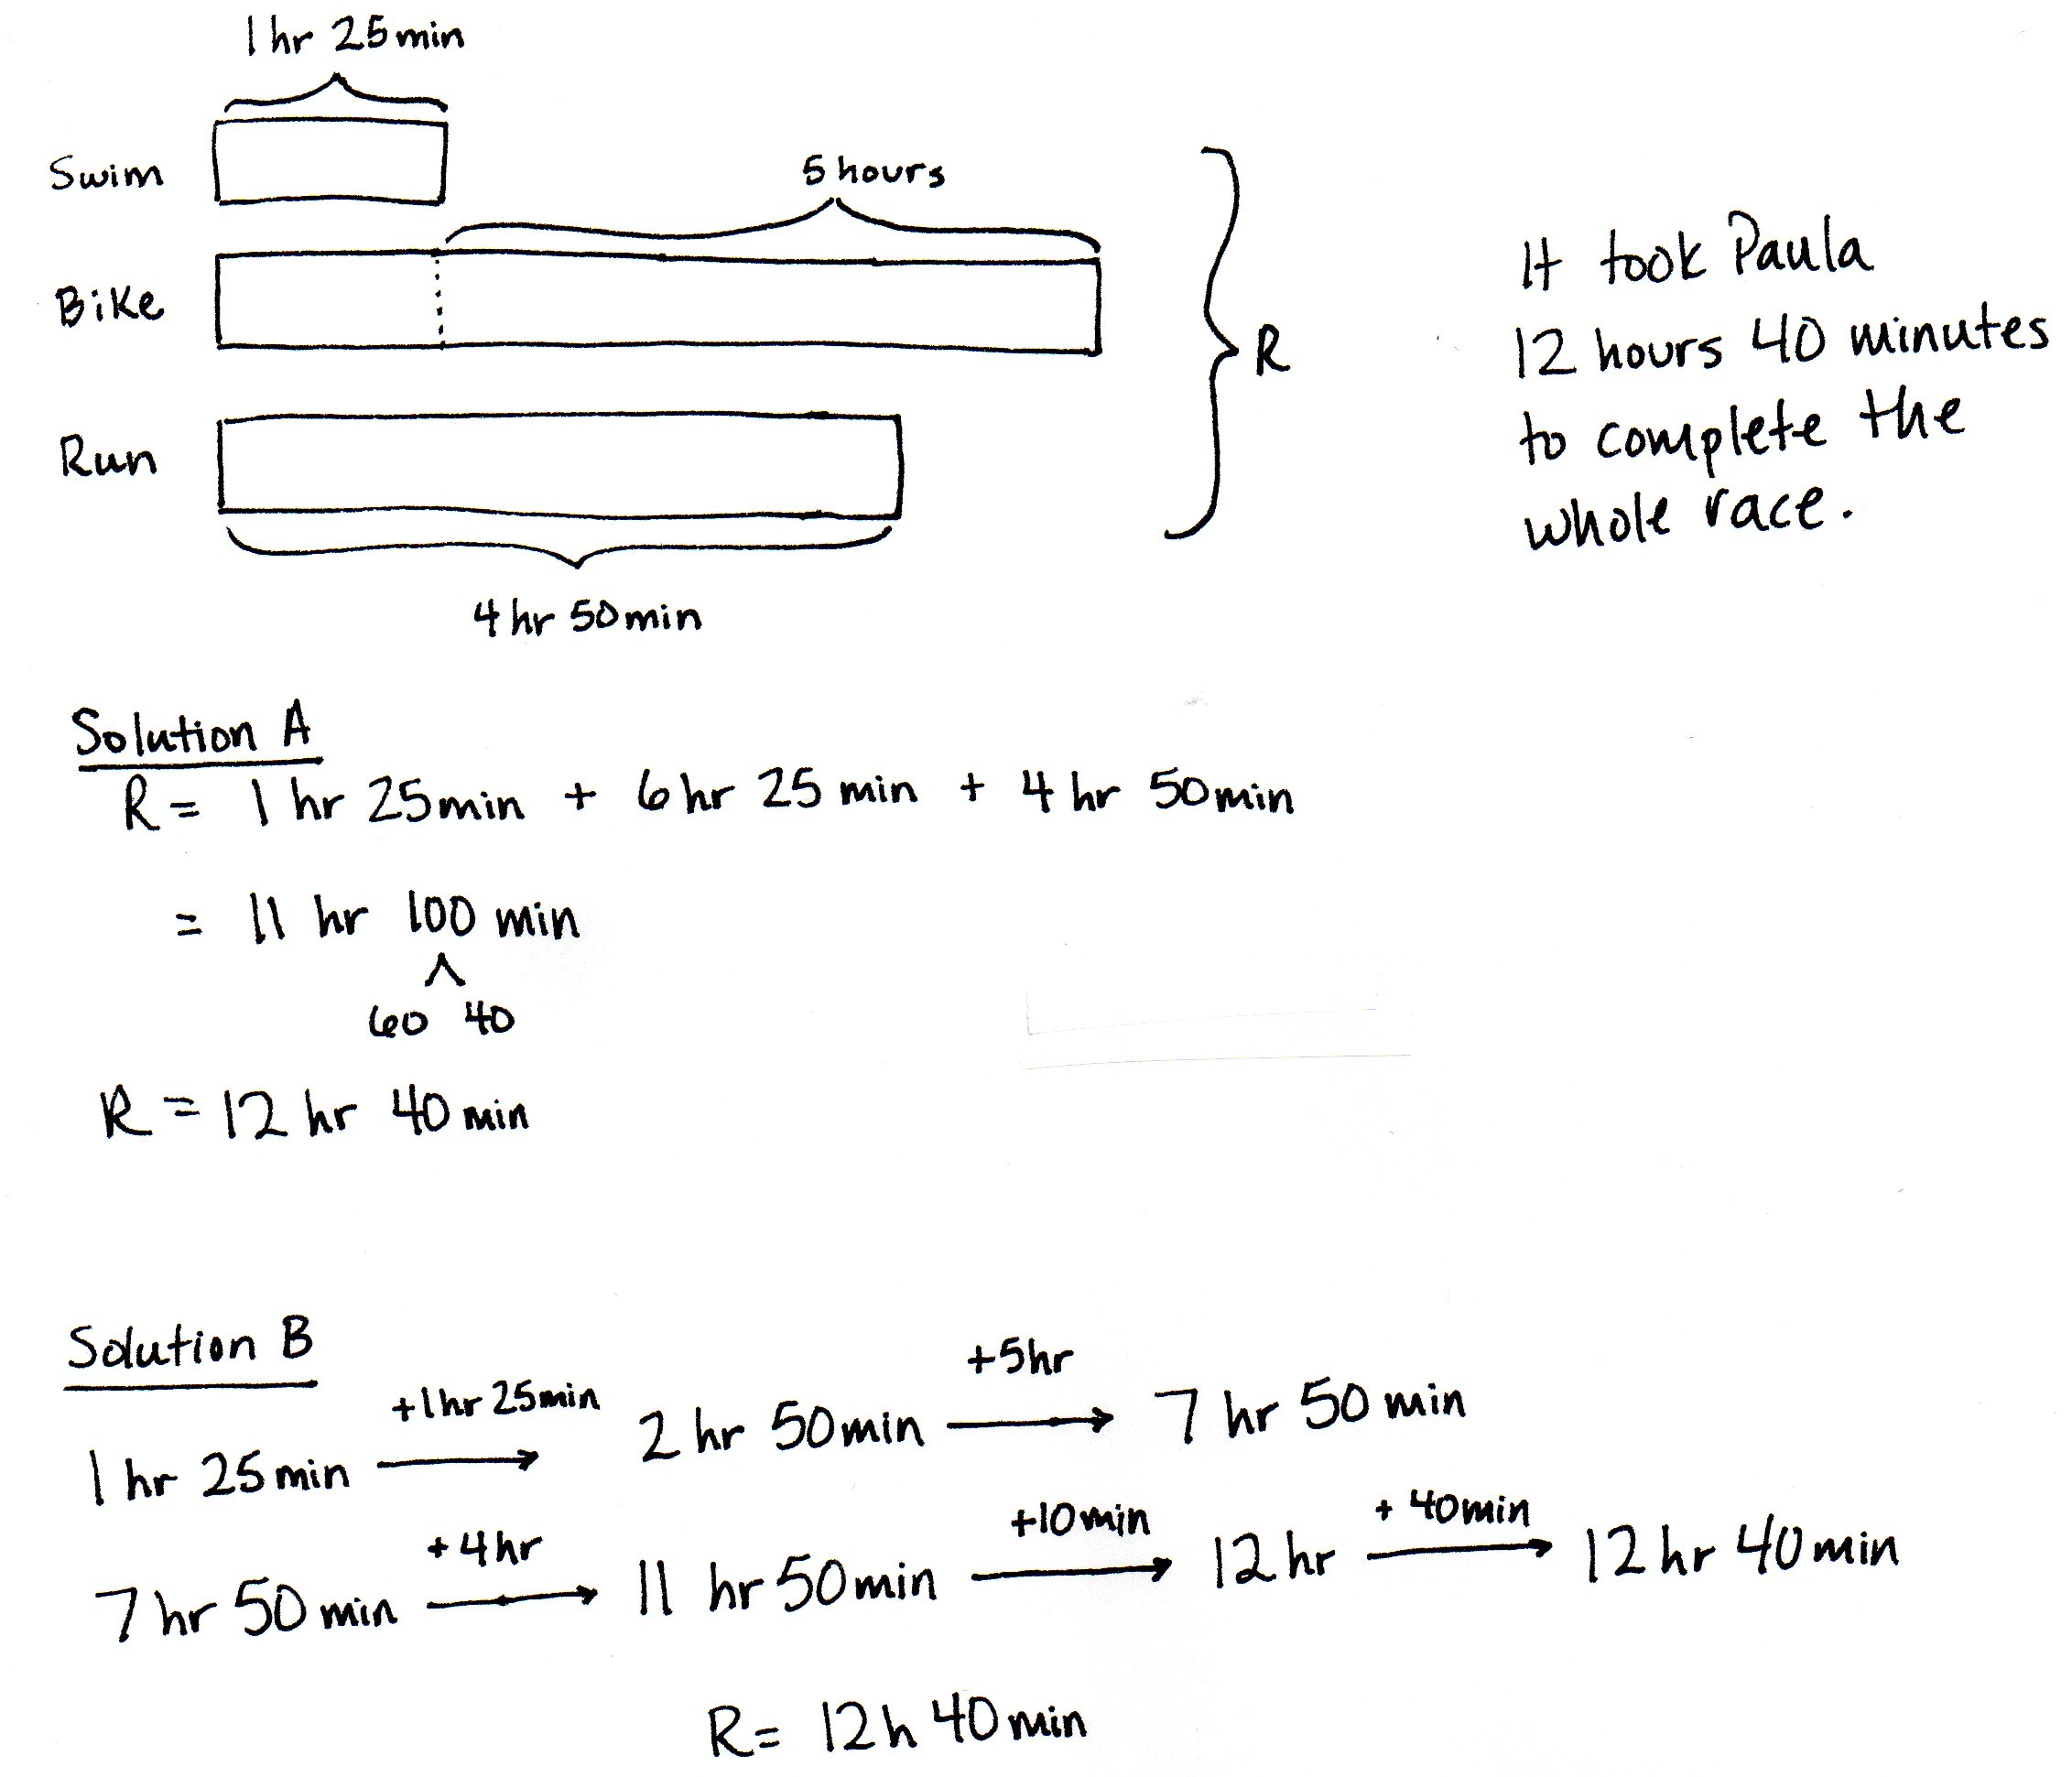 1 hr 25 min
Swim
5 hours
Bike
R
Run
4 hr 50 min
It took Paula
12 hours 40 minutes
to complete the
whole race.
Solution A
R = 1 hr 25 min + 6 hr 25 min + 4 hr 50 min
= 11 hr 100 min
60 40
R = 12 hr 40 min
Solution B
1 hr 25 min +1 hr 25 min 2 hr 50 min +5 hr 7 hr 50 min
7 hr 50 min +4 hr 11 hr 50 min +10 min 12 hr + 40 min 12 hr 40 min
R = 12 h 40 min